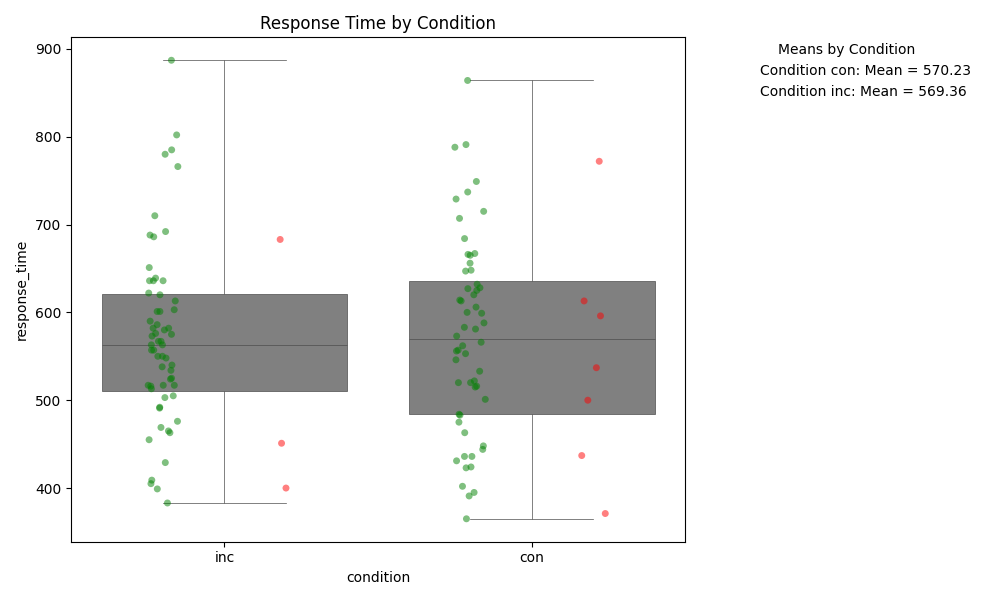 Response Time by Condition
Means by Condition
Condition con: Mean = 570.23
Condition inc: Mean = 569.36
response_time
900
800
700
600
500
400
inc
con
condition